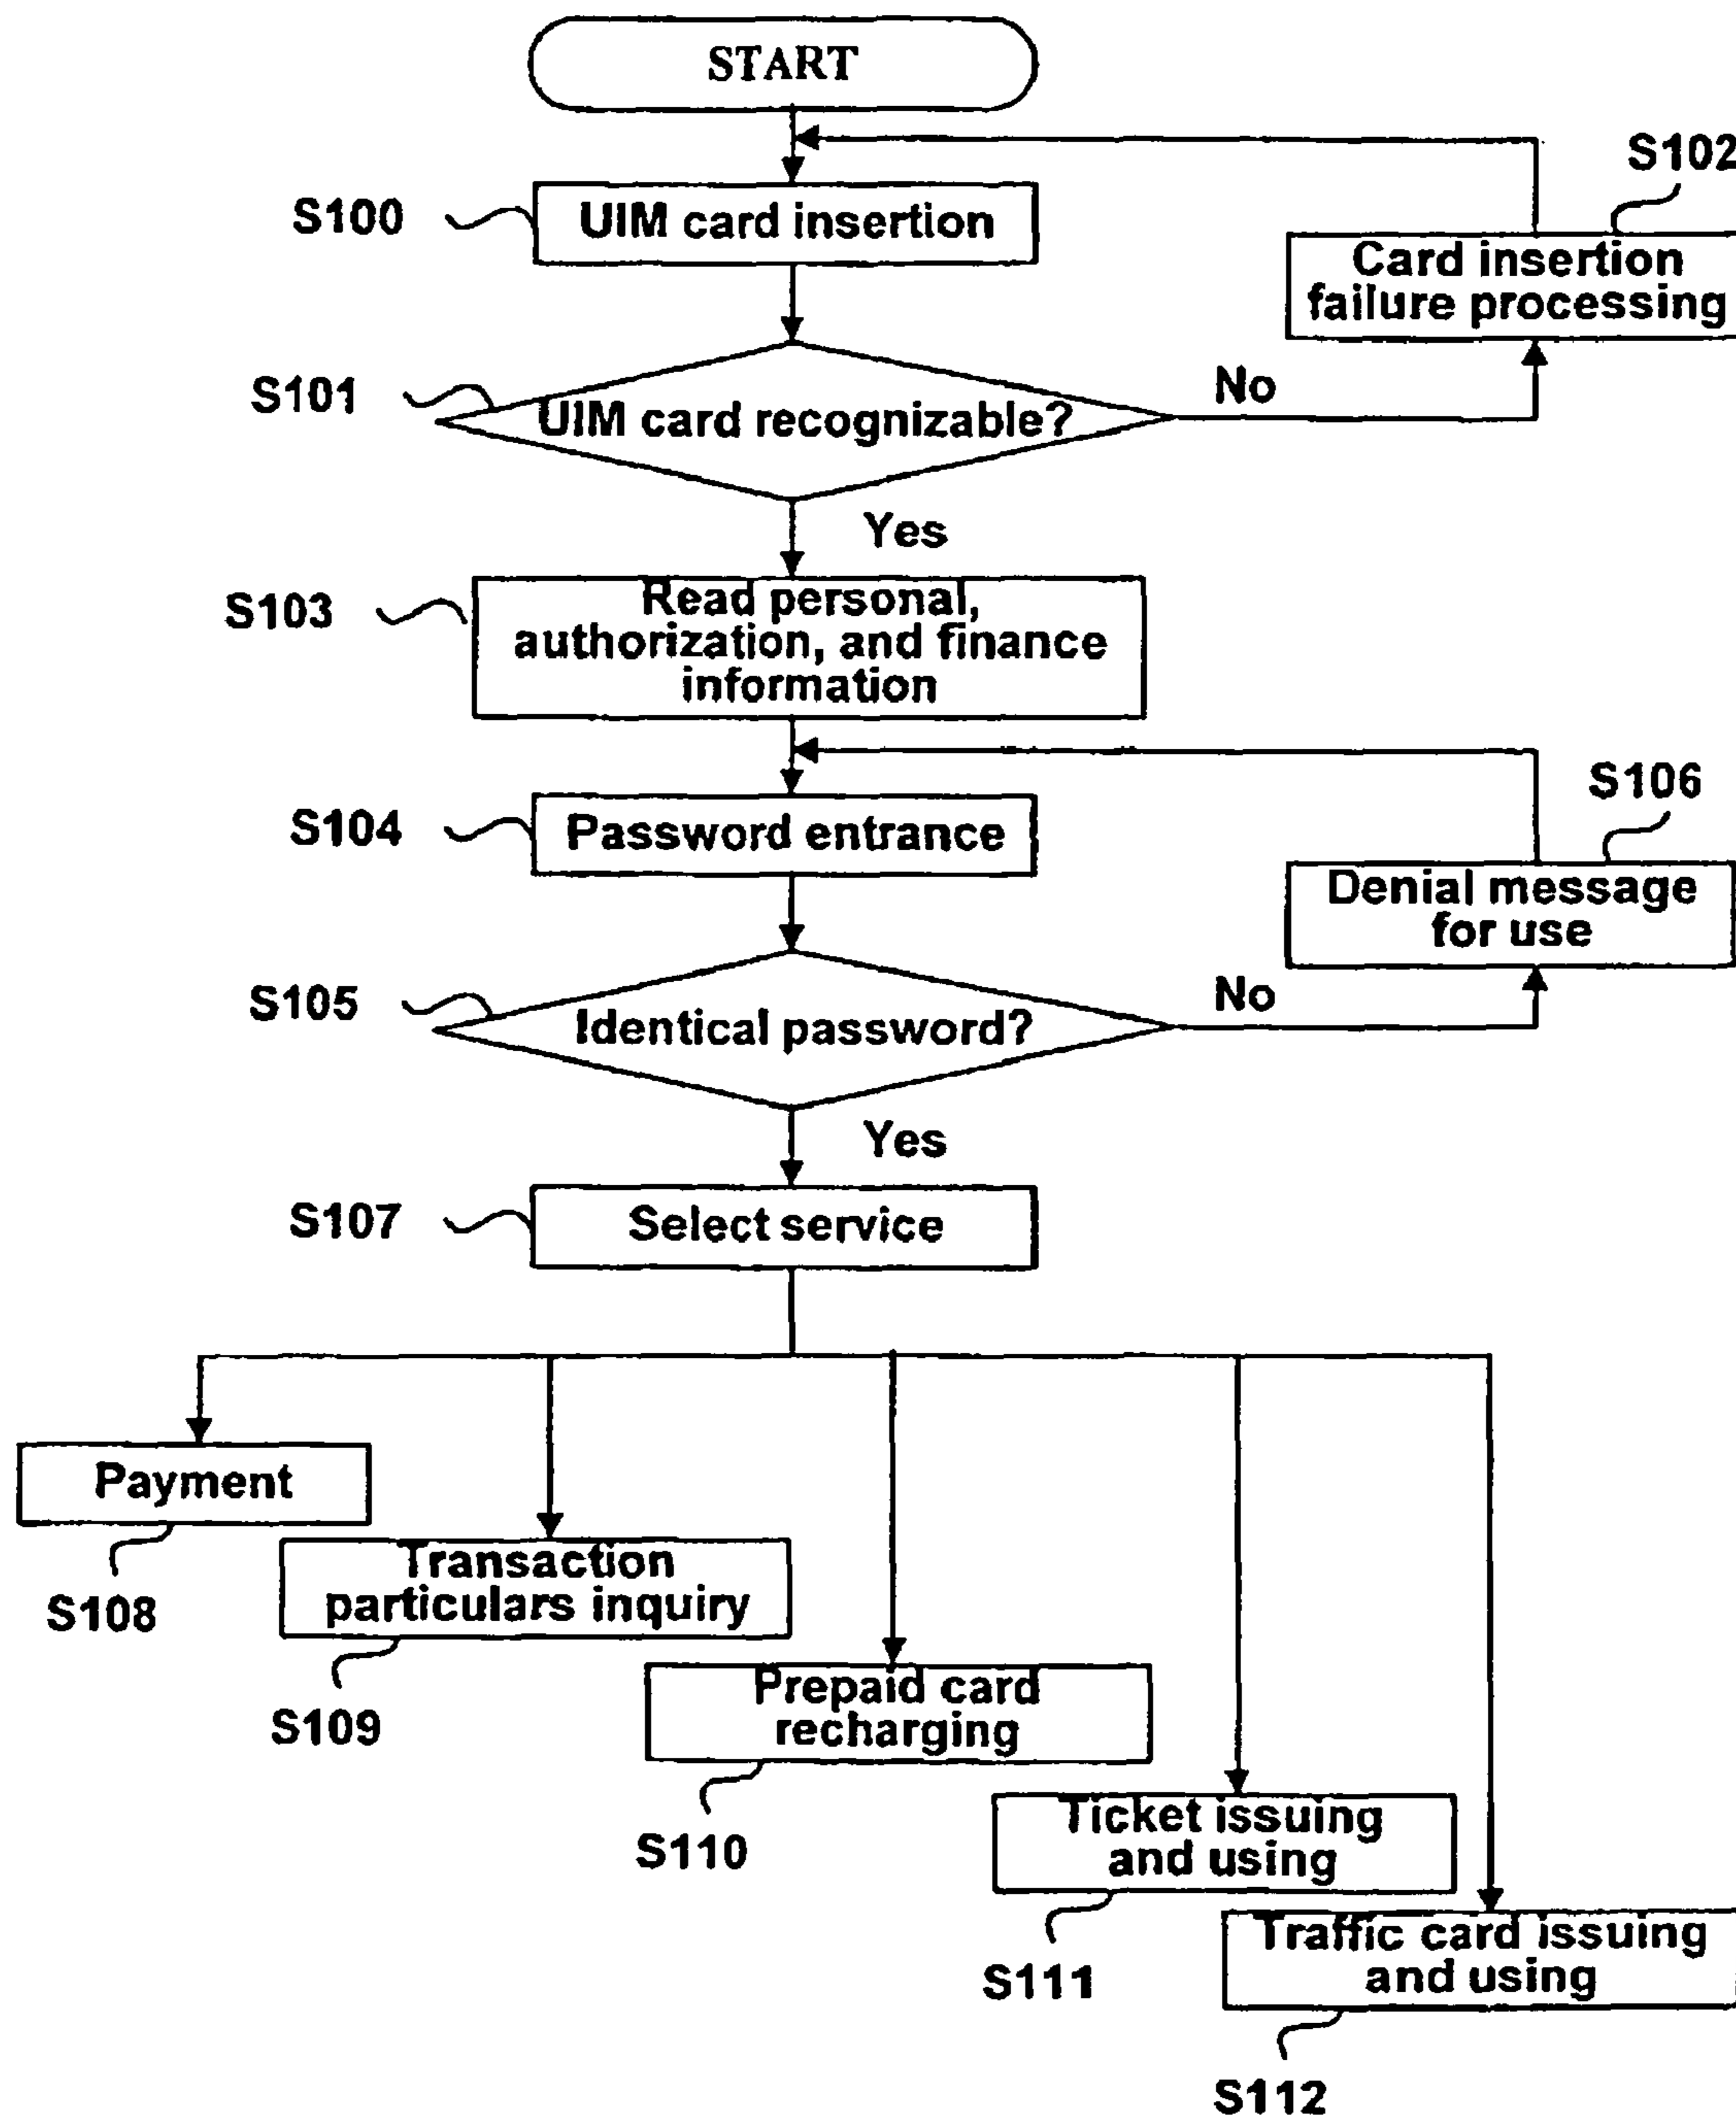 START
S102
S100
UIM card insertion
Card insertion
failure processing
S101
UIM card recognizable?
No
Yes
S103
Read personal,
authorization, and finance
information
S104
Password entrance
S106
Denial message
for use
S105
Identical password?
No
Yes
S107
Select service
Payment
S108
Transaction
particulars inquiry
S109
Prepaid card
recharging
S110
Ticket issuing
and using
S111
Traffic card issuing
and using
S112